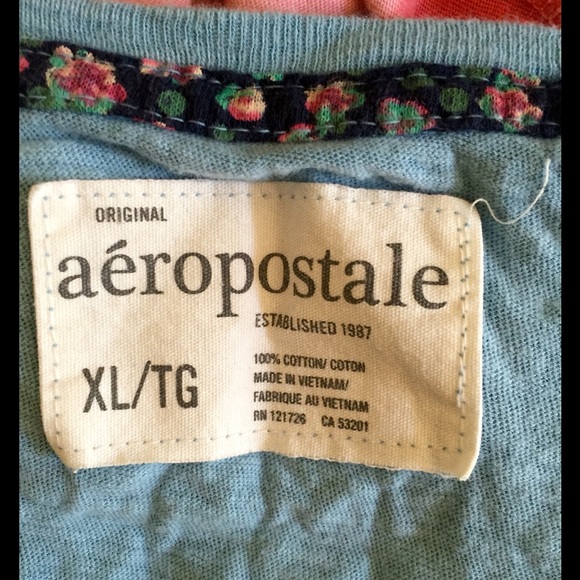 ORIGINAL
aéropostale
ESTABLISHED 1987
XL/TG
100% COTTON/ COTON
MADE IN VIETNAM/
FABRIQUE AU VIETNAM
RN 121726 CA 53201